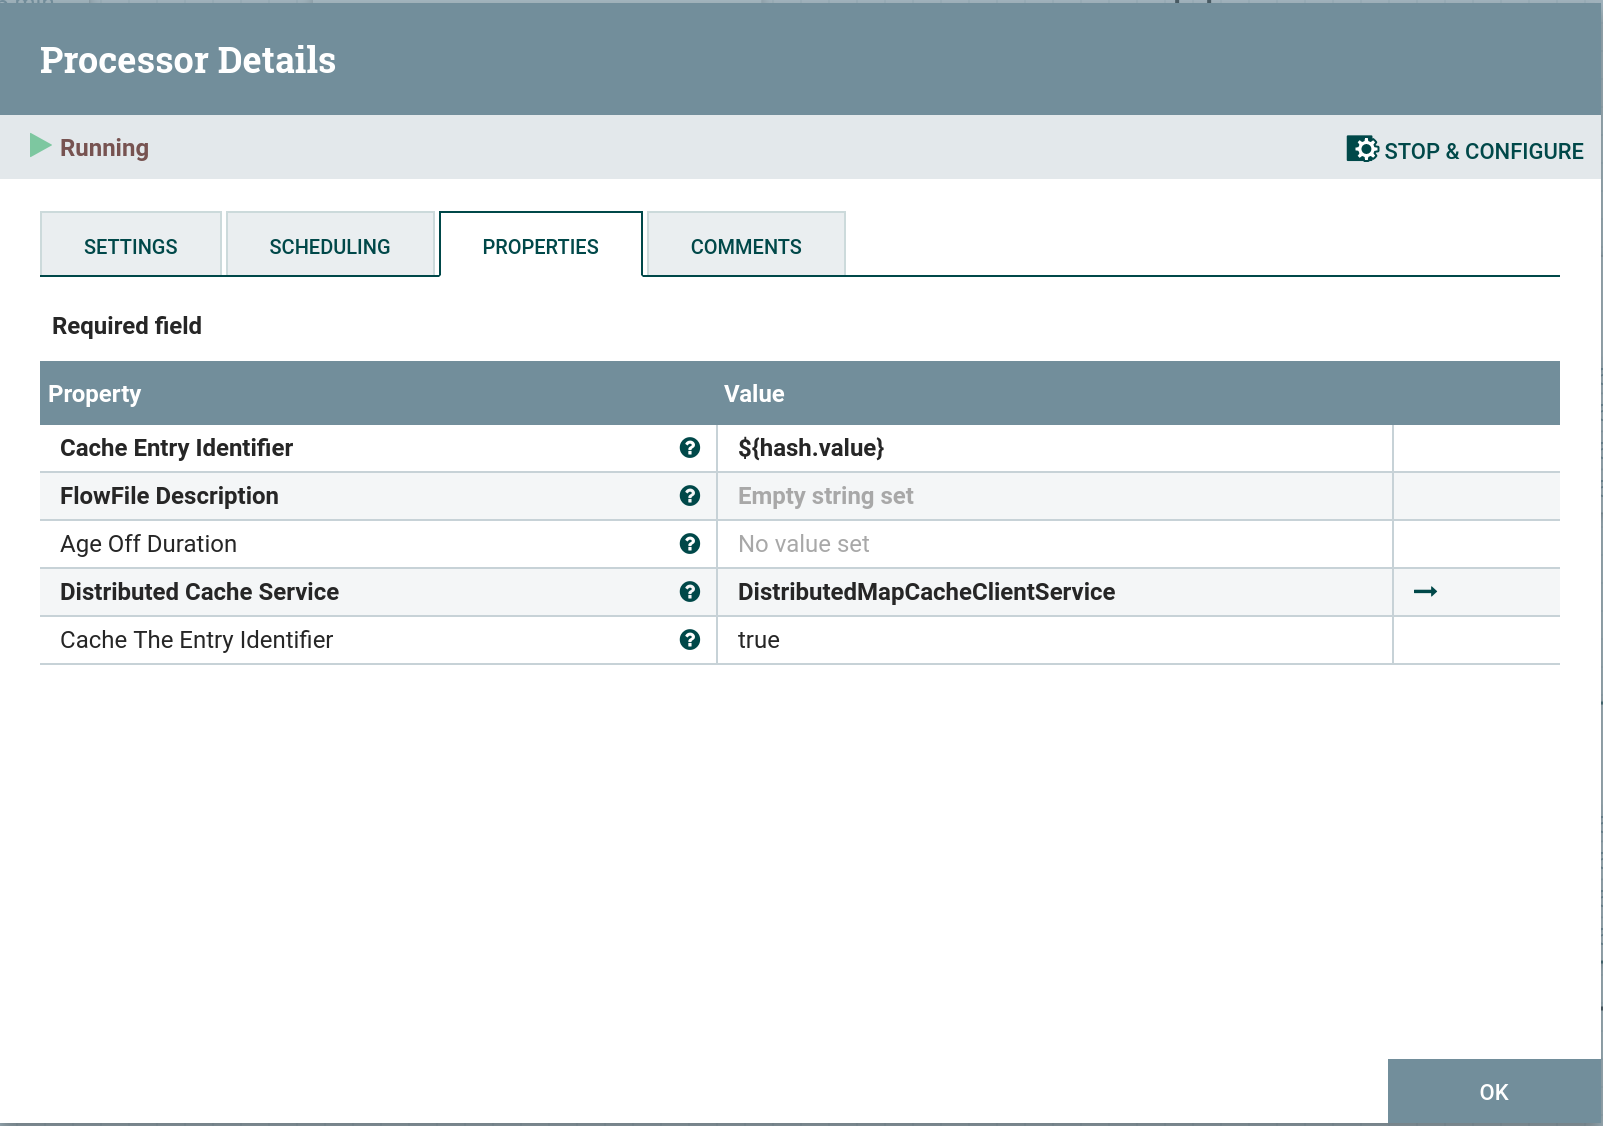 Processor Details
Running
STOP & CONFIGURE
SETTINGS SCHEDULING PROPERTIES COMMENTS
Required field
Property Value
Cache Entry Identifier ? ${hash.value}
FlowFile Description ? Empty string set
Age Off Duration ? No value set
Distributed Cache Service ? DistributedMapCacheClientService
Cache The Entry Identifier ? true
OK